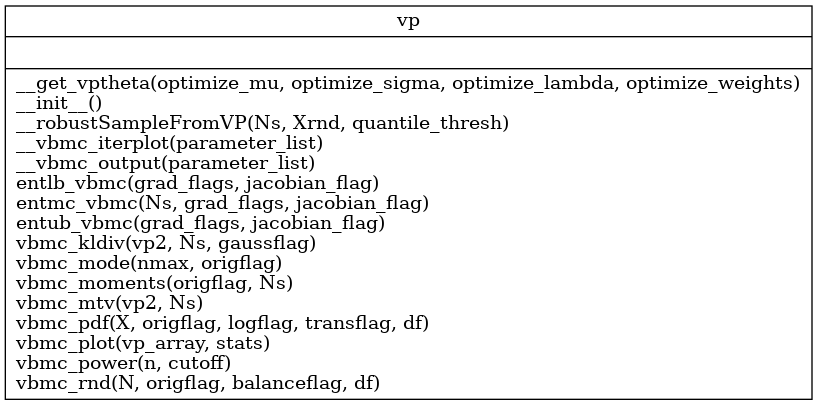 vp
__get_vptheta(optimize_mu, optimize_sigma, optimize_lambda, optimize_weights)
__init__()
__robustSampleFromVP(Ns, Xrnd, quantile_thresh)
__vbmc_iterplot(parameter_list)
__vbmc_output(parameter_list)
entlb_vbmc(grad_flags, jacobian_flag)
entmc_vbmc(Ns, grad_flags, jacobian_flag)
entub_vbmc(grad_flags, jacobian_flag)
vbmc_kldiv(vp2, Ns, gaussflag)
vbmc_mode(nmax, origflag)
vbmc_moments(origflag, Ns)
vbmc_mtv(vp2, Ns)
vbmc_pdf(X, origflag, logflag, transflag, df)
vbmc_plot(vp_array, stats)
vbmc_power(n, cutoff)
vbmc_rnd(N, origflag, balanceflag, df)